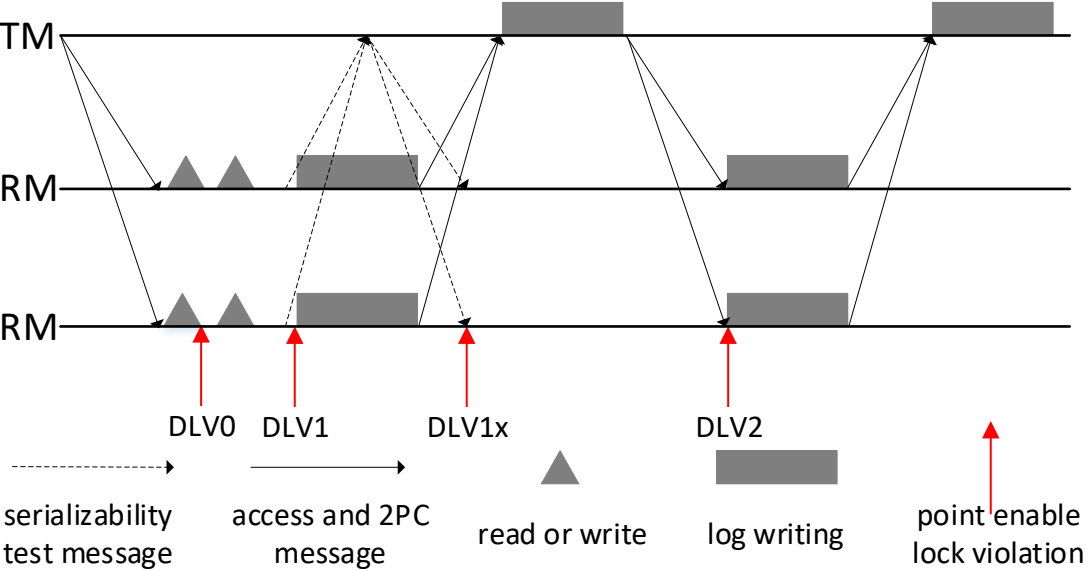 TM
RM
RM
DLV0 DLV1 DLV1x DLV2
serializability
test message
access and 2PC
message
read or write
log writing
point enable
lock violation